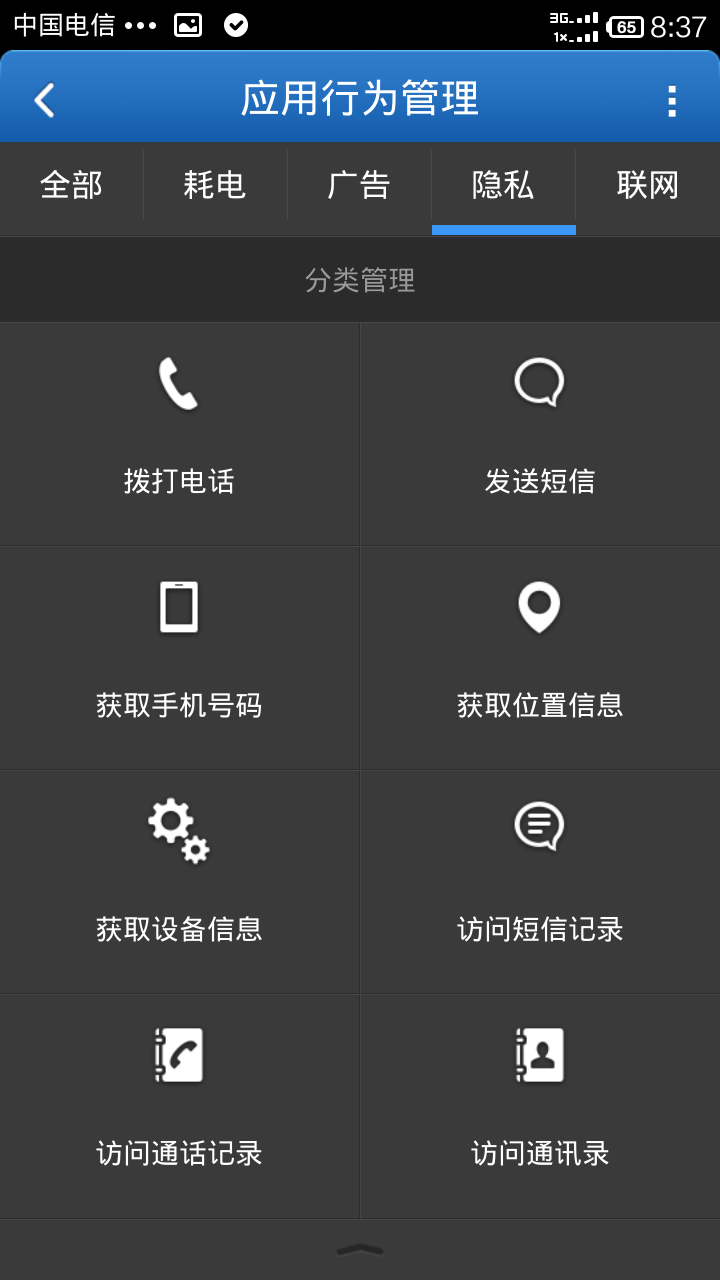 中国电信 ••• 3G 1x 65 8:37
应用行为管理
全部 耗电 广告 隐私 联网
分类管理
拨打电话 发送短信
获取手机号码 获取位置信息
获取设备信息 访问短信记录
访问通话记录 访问通讯录